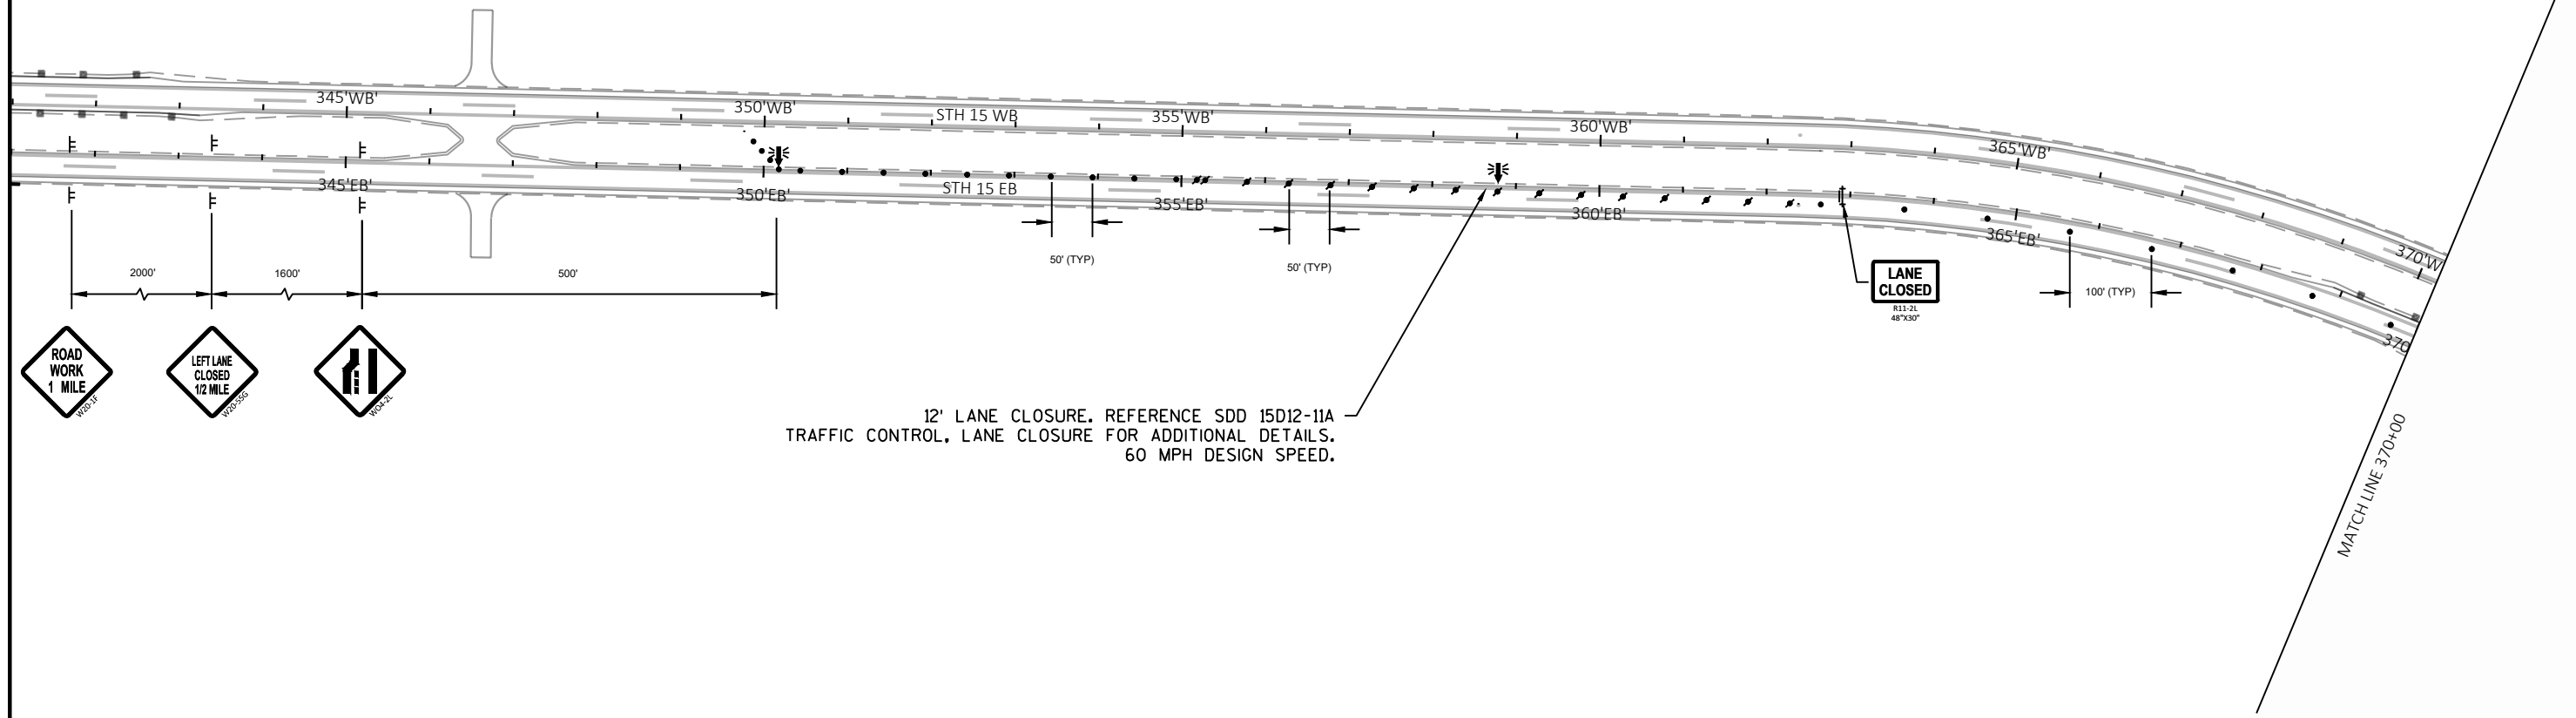 345'WB'
350'WB'
STH 15 WB
355'WB'
360'WB'
365'WB'
370'W
345'EB'
350'EB'
STH 15 EB
355'EB'
360'EB'
365'EB'
370
2000'
1600'
500'
50' (TYP)
50' (TYP)
100' (TYP)
LANE
CLOSED
R11-2L
48"X30"
ROAD
WORK
1 MILE
W20-1F
LEFT LANE
CLOSED
1/2 MILE
W20-55G
WO4-2L
12' LANE CLOSURE. REFERENCE SDD 15D12-11A
TRAFFIC CONTROL, LANE CLOSURE FOR ADDITIONAL DETAILS.
60 MPH DESIGN SPEED.
MATCH LINE 370+00